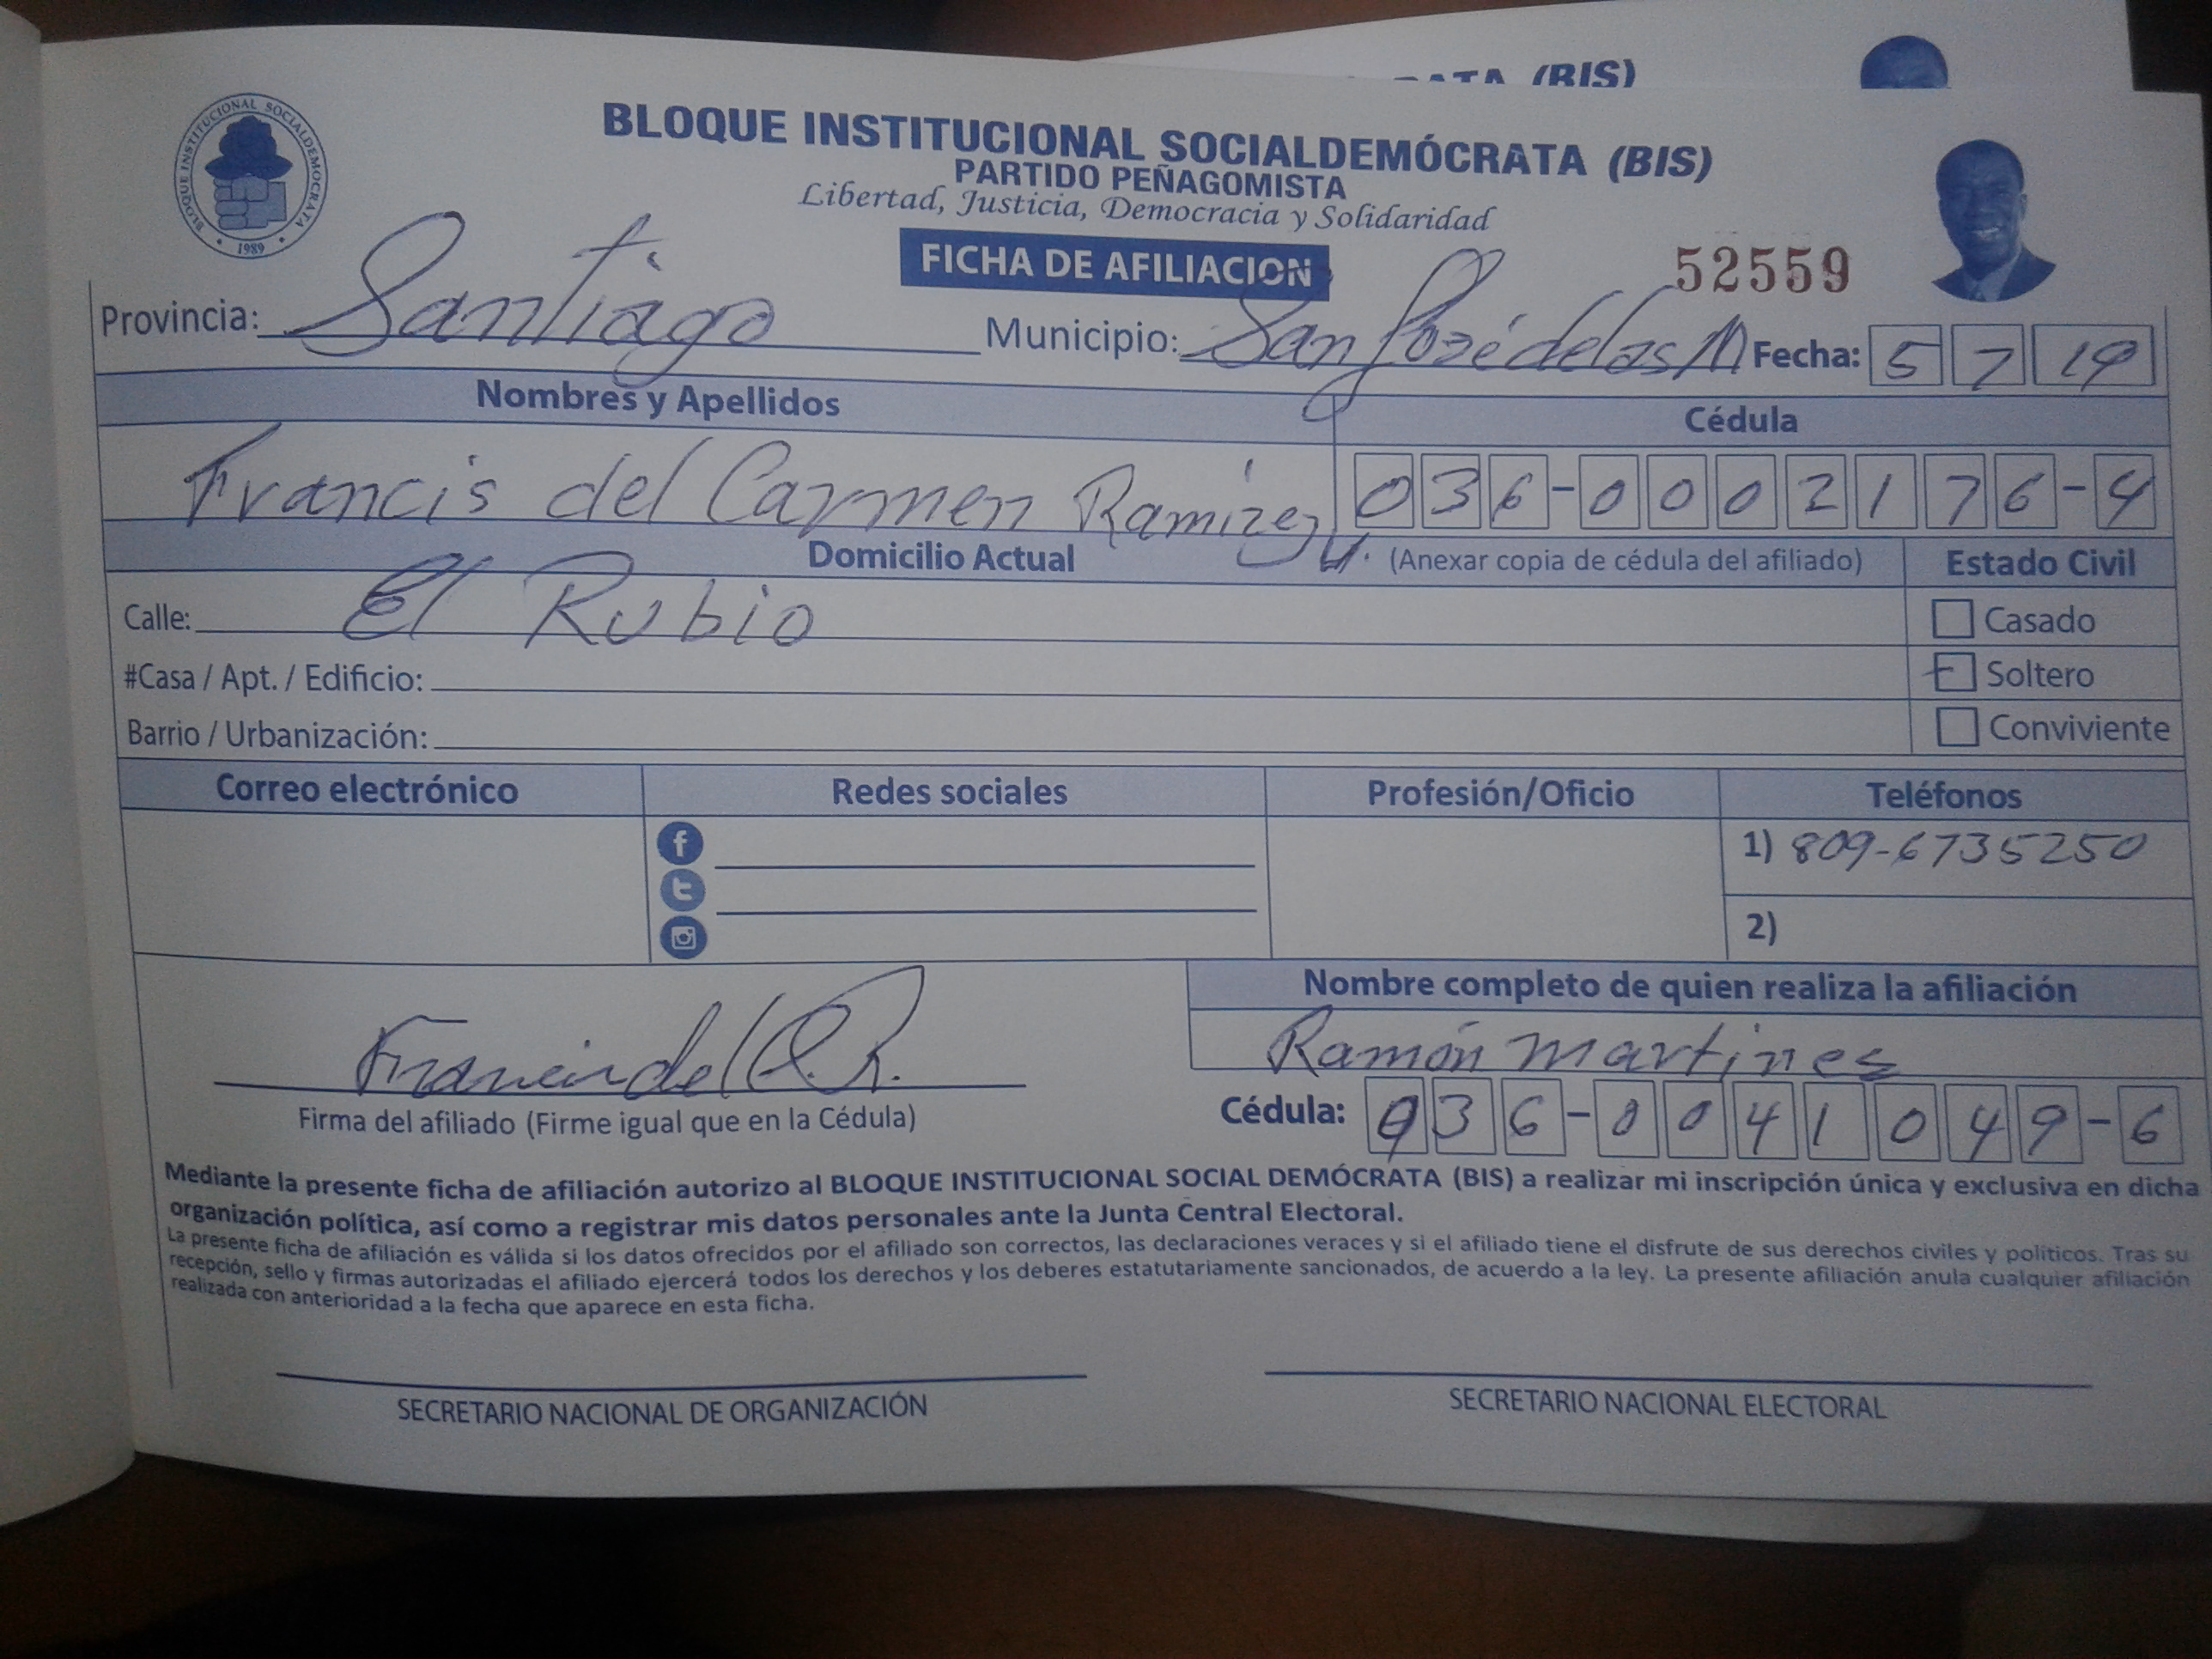 RATA (BIS)
BLOQUE INSTITUCIONAL SOCIALDEMOCRATA
1989
BLOQUE INSTITUCIONAL SOCIALDEMÓCRATA (BIS)
PARTIDO PEÑAGOMISTA
Libertad, Justicia, Democracia y Solidaridad
FICHA DE AFILIACION
52559
Provincia: Santiago Municipio: San José de las M Fecha: 5 7 19
Nombres y Apellidos Cédula
Francis del Carmen Ramirez 036-0002176-4
Domicilio Actual (Anexar copia de cédula del afiliado) Estado Civil
Calle: El Rubio Casado
#Casa / Apt. / Edificio: Soltero
Barrio / Urbanización: Conviviente
Correo electrónico Redes sociales Profesión/Oficio Teléfonos
1) 809-6735250
2)
Nombre completo de quien realiza la afiliación
Ramón martines
Francis del C. R.
Firma del afiliado (Firme igual que en la Cédula) Cédula: 036-0041049-6
Mediante la presente ficha de afiliación autorizo al BLOQUE INSTITUCIONAL SOCIAL DEMÓCRATA (BIS) a realizar mi inscripción única y exclusiva en dicha
organización política, así como a registrar mis datos personales ante la Junta Central Electoral.
La presente ficha de afiliación es válida si los datos ofrecidos por el afiliado son correctos, las declaraciones veraces y si el afiliado tiene el disfrute de sus derechos civiles y políticos. Tras su
recepción, sello y firmas autorizadas el afiliado ejercerá todos los derechos y los deberes estatutariamente sancionados, de acuerdo a la ley. La presente afiliación anula cualquier afiliación
realizada con anterioridad a la fecha que aparece en esta ficha.
SECRETARIO NACIONAL DE ORGANIZACIÓN SECRETARIO NACIONAL ELECTORAL